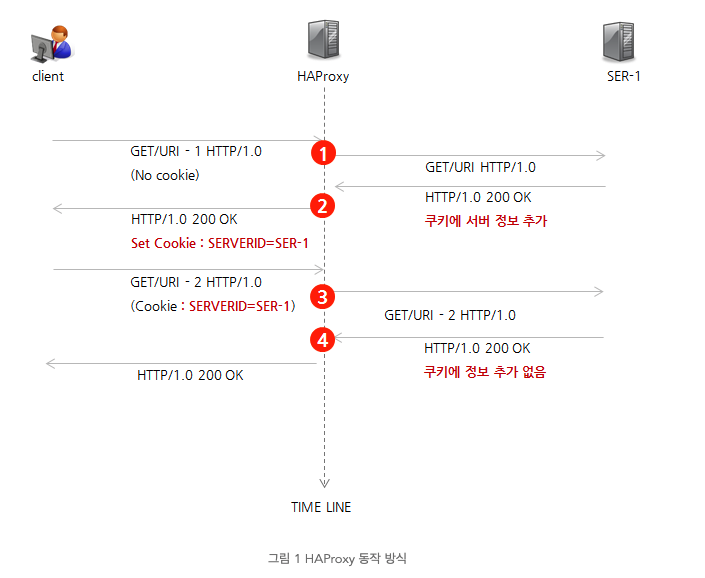 client
HAProxy
SER-1
GET/URI - 1 HTTP/1.0
(No cookie)
1
GET/URI HTTP/1.0
HTTP/1.0 200 OK
쿠키에 서버 정보 추가
2
HTTP/1.0 200 OK
Set Cookie : SERVERID=SER-1
GET/URI - 2 HTTP/1.0
(Cookie : SERVERID=SER-1)
3
GET/URI - 2 HTTP/1.0
4
HTTP/1.0 200 OK
쿠키에 정보 추가 없음
HTTP/1.0 200 OK
TIME LINE
그림 1 HAProxy 동작 방식